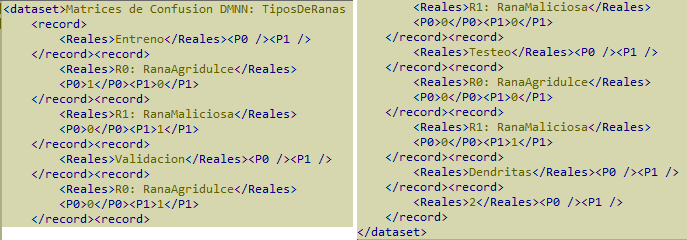 <dataset>Matrices de Confusion DMNN: TiposDeRanas
<record>
<Reales>Entreno</Reales><P0 /><P1 />
</record><record>
<Reales>R0: RanaAgridulce</Reales>
<P0>1</P0><P1>0</P1>
</record><record>
<Reales>R1: RanaMaliciosa</Reales>
<P0>0</P0><P1>1</P1>
</record><record>
<Reales>Validacion</Reales><P0 /><P1 />
</record><record>
<Reales>R0: RanaAgridulce</Reales>
<P0>0</P0><P1>1</P1>
</record><record>
<Reales>R1: RanaMaliciosa</Reales>
<P0>0</P0><P1>0</P1>
</record><record>
<Reales>Testeo</Reales><P0 /><P1 />
</record><record>
<Reales>R0: RanaAgridulce</Reales>
<P0>0</P0><P1>0</P1>
</record><record>
<Reales>R1: RanaMaliciosa</Reales>
<P0>0</P0><P1>1</P1>
</record><record>
<Reales>Dendritas</Reales><P0 /><P1 />
</record><record>
<Reales>2</Reales><P0 /><P1 />
</record>
</dataset>